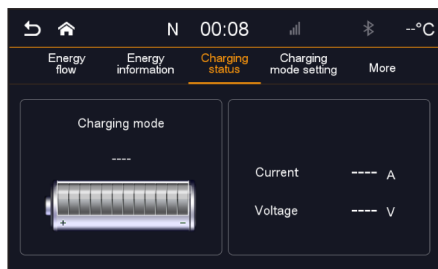 N 00:08 --°C
Energy flow
Energy information
Charging status
Charging mode setting
More
Charging mode
----
+ -
Current ---- A
Voltage ---- V